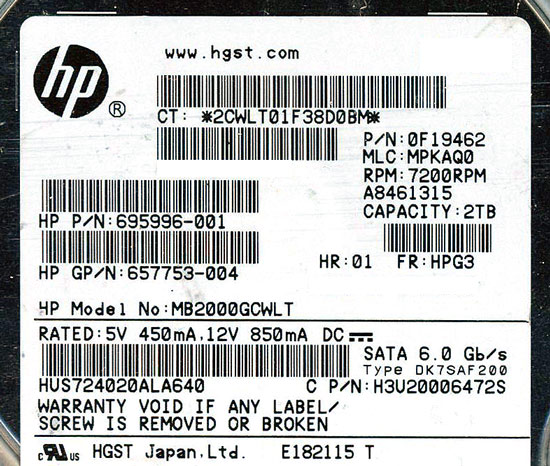 hp ®
www.hgst.com
CT: *2CWLT01F38D0BM*
P/N:0F19462
MLC:MPKAQ0
RPM:7200RPM
A8461315
CAPACITY:2TB
HP P/N:695996-001
HR:01 FR:HPG3
HP GP/N:657753-004
HP Model No:MB2000GCWLT
RATED:5V 450mA,12V 850mA DC
SATA 6.0 Gb/s
Type DK7SAF200
HUS724020ALA640 C P/N:H3U20006472S
WARRANTY VOID IF ANY LABEL/
SCREW IS REMOVED OR BROKEN
c RU US HGST Japan,Ltd. E182115 T